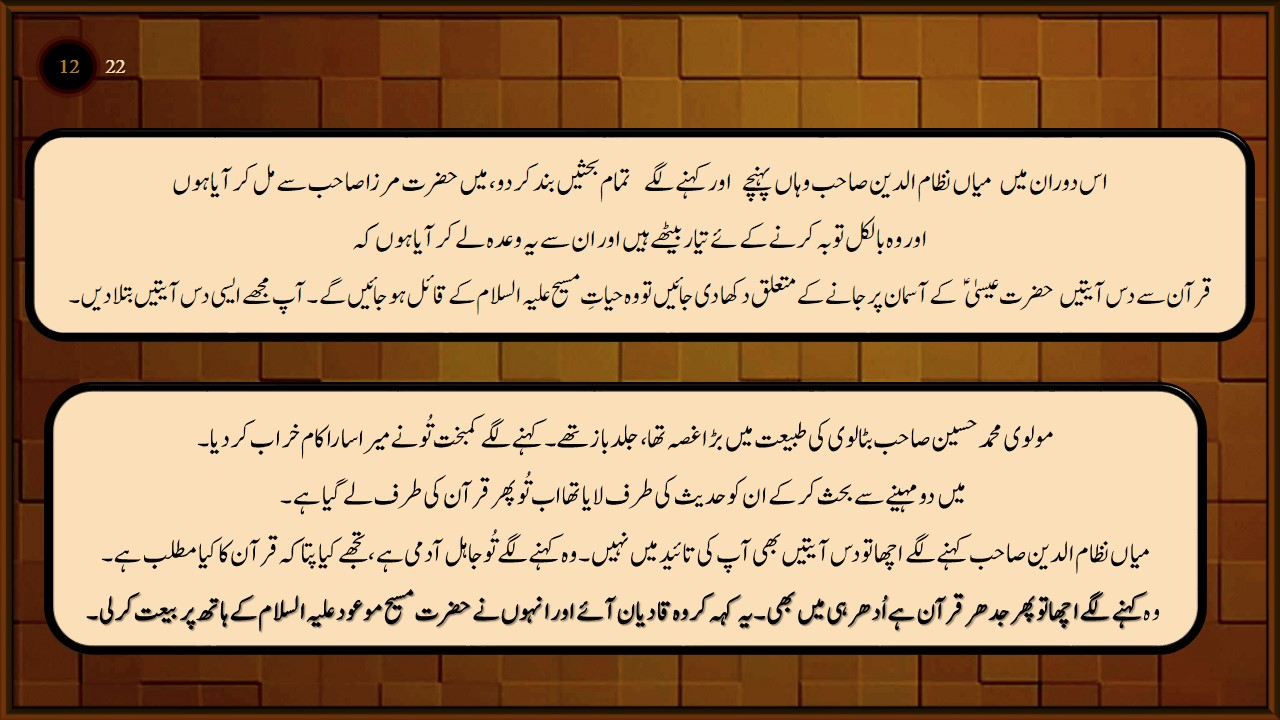 12 22
اس دوران میں میاں نظام الدین صاحب وہاں پہنچے اور کہنے لگے تمام بحثیں بند کردو، میں حضرت مرزا صاحب سے مل کر آیا ہوں
اور وہ بالکل توبہ کرنے کے ئے تیار بیٹھے ہیں اور ان سے یہ وعدہ لے کر آیا ہوں کہ
قرآن سے دس آیتیں حضرت عیسیٰؑ کے آسمان پر جانے کے متعلق دکھا دی جائیں تو وہ حیاتِ مسیح علیہ السلام کے قائل ہو جائیں گے۔ آپ مجھے ایسی دس آیتیں بتلا دیں۔
مولوی محمد حسین صاحب بٹالوی کی طبیعت میں بڑا غصہ تھا، جلد باز تھے۔ کہنے لگے کمبخت تُو نے میرا سارا کام خراب کر دیا۔
میں دو مہینے سے بحث کر کے ان کو حدیث کی طرف لایا تھا اب تُو پھر قرآن کی طرف لے گیا ہے۔
میاں نظام الدین صاحب کہنے لگے اچھا تو دس آیتیں بھی آپ کی تائید میں نہیں۔ وہ کہنے لگے تُو جاہل آدمی ہے، تجھے کیا پتا کہ قرآن کا کیا مطلب ہے۔
وہ کہنے لگے اچھا تو پھر جدھر قرآن ہے اُدھر ہی میں بھی۔ یہ کہہ کر وہ قادیان آئے اور انہوں نے حضرت مسیح موعود علیہ السلام کے ہاتھ پر بیعت کر لی۔